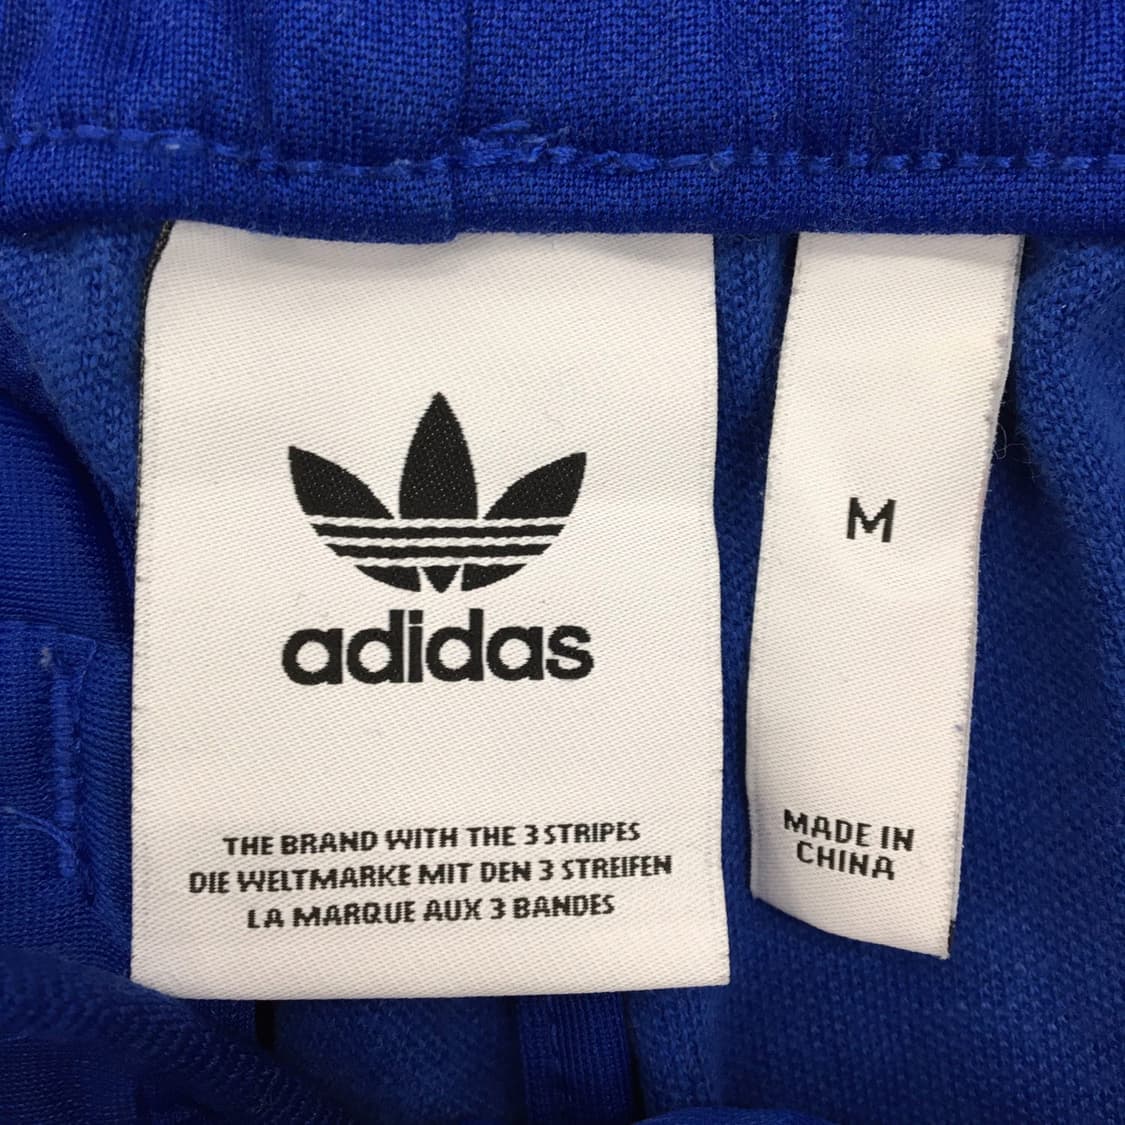 adidas
THE BRAND WITH THE 3 STRIPES
DIE WELTMARKE MIT DEN 3 STREIFEN
LA MARQUE AUX 3 BANDES
M
MADE IN
CHINA